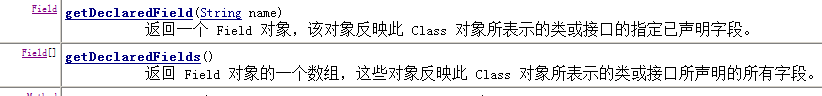 Field getDeclaredField(String name)
返回一个 Field 对象，该对象反映此 Class 对象所表示的类或接口的指定已声明字段。
Field[] getDeclaredFields()
返回 Field 对象的一个数组，这些对象反映此 Class 对象所表示的类或接口所声明的所有字段。